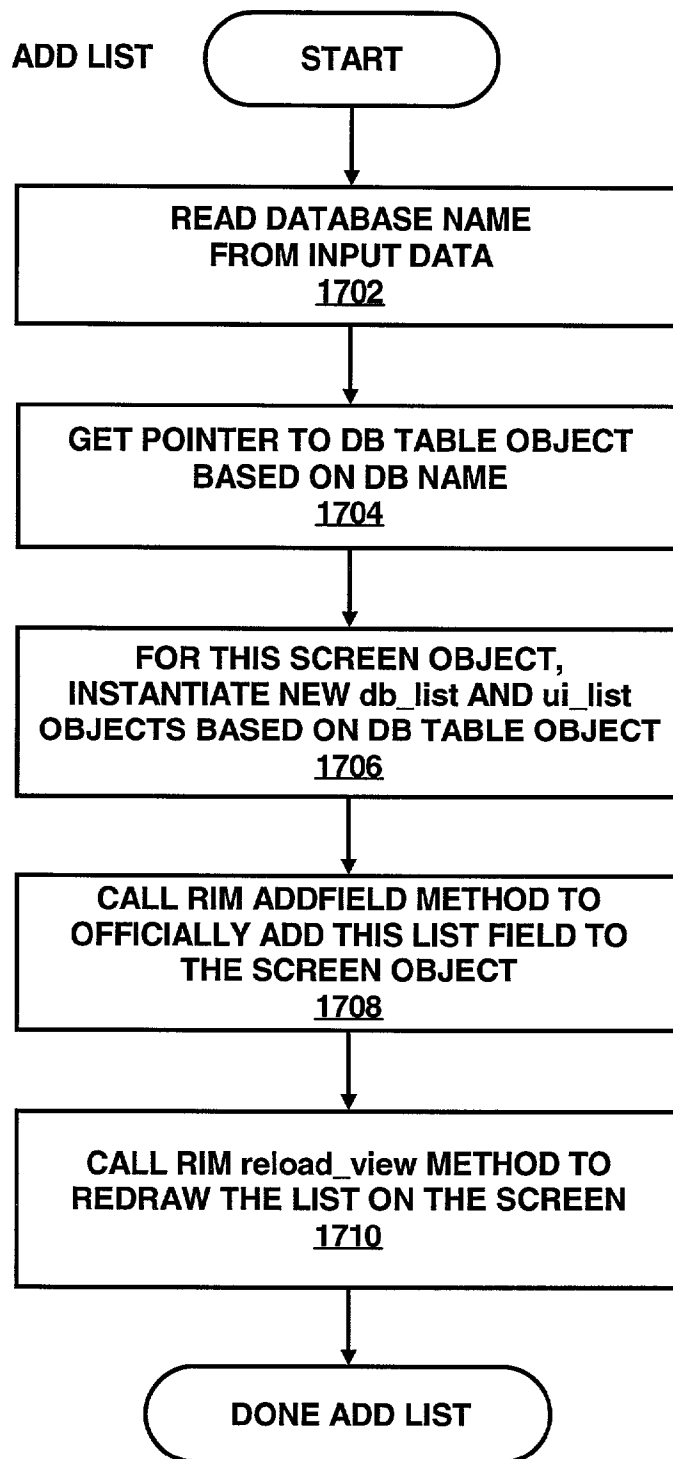 ADD LIST
START
READ DATABASE NAME
FROM INPUT DATA
1702
GET POINTER TO DB TABLE OBJECT
BASED ON DB NAME
1704
FOR THIS SCREEN OBJECT,
INSTANTIATE NEW db_list AND ui_list
OBJECTS BASED ON DB TABLE OBJECT
1706
CALL RIM ADDFIELD METHOD TO
OFFICIALLY ADD THIS LIST FIELD TO
THE SCREEN OBJECT
1708
CALL RIM reload_view METHOD TO
REDRAW THE LIST ON THE SCREEN
1710
DONE ADD LIST